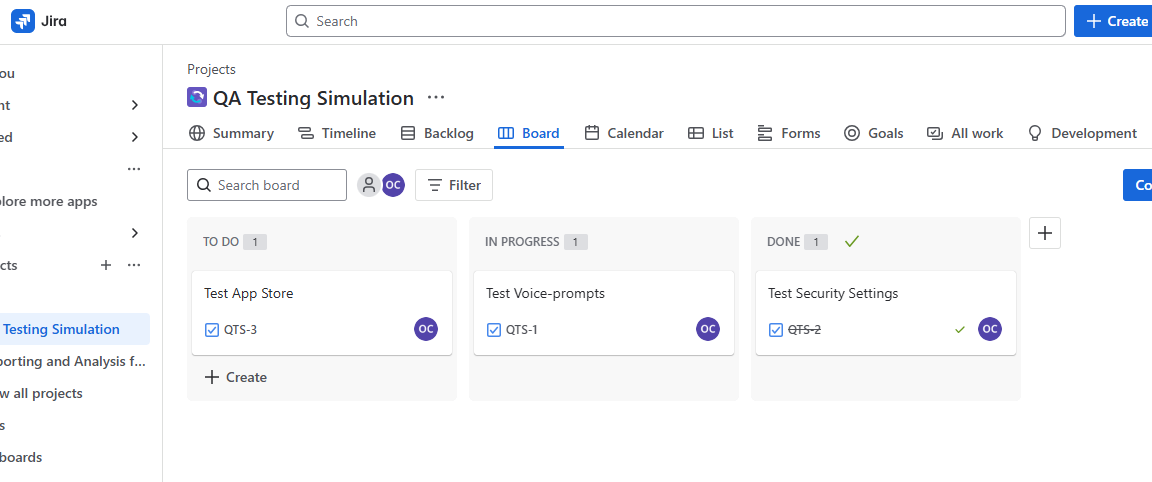 Jira
Search
Create
Projects
QA Testing Simulation
Summary
Timeline
Backlog
Board
Calendar
List
Forms
Goals
All work
Development
Search board
OC
Filter
Co
ou
nt
ed
plore more apps
cts
Testing Simulation
porting and Analysis f...
w all projects
s
boards
TO DO 1
Test App Store
QTS-3
OC
Create
IN PROGRESS 1
Test Voice-prompts
QTS-1
OC
DONE 1
Test Security Settings
QTS-2
OC